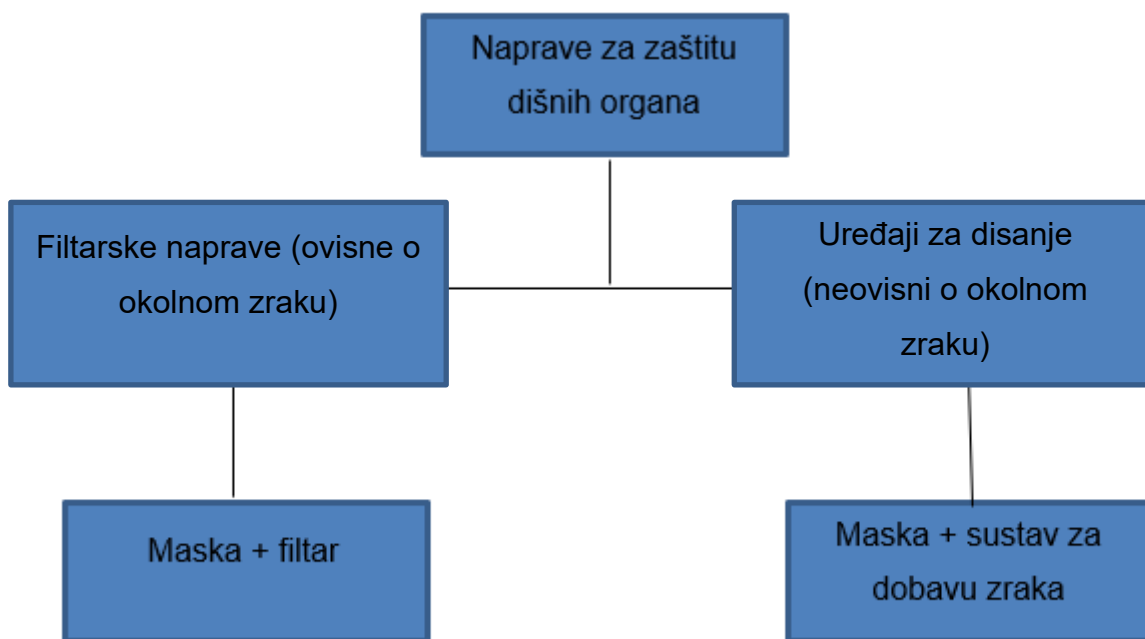 Naprave za zaštitu
dišnih organa
Filtarske naprave (ovisne o
okolnom zraku)
Uređaji za disanje
(neovisni o okolnom
zraku)
Maska + filtar
Maska + sustav za
dobavu zraka